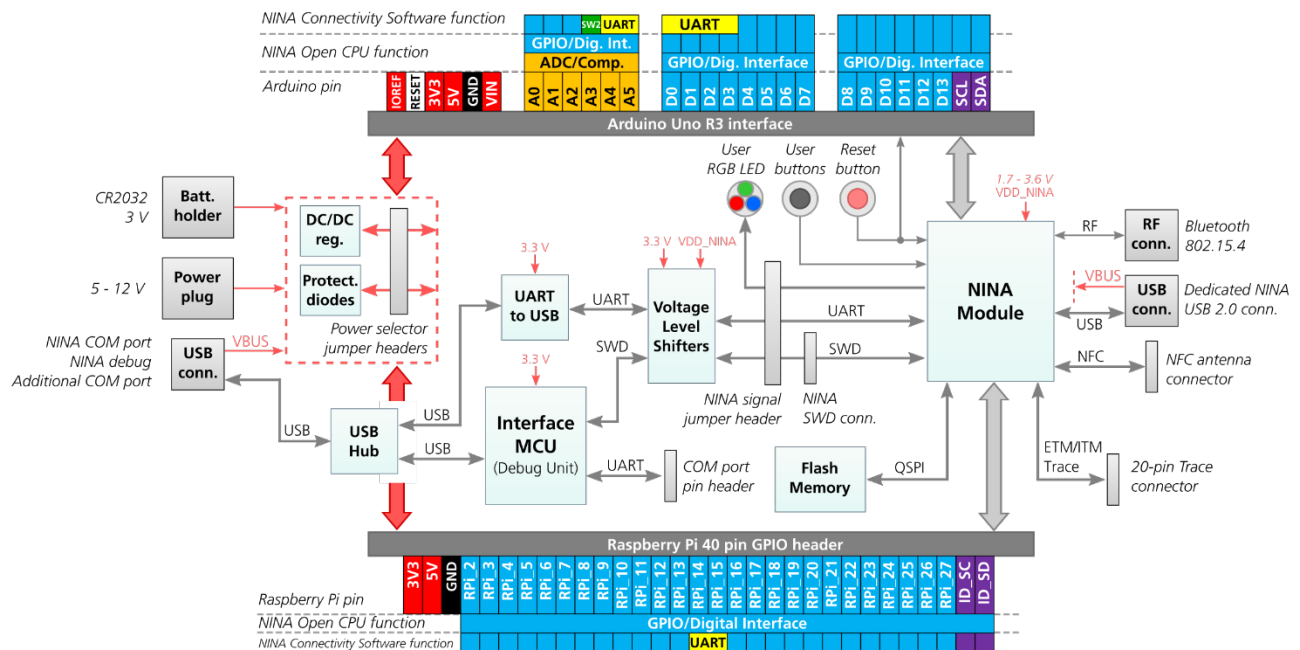 NINA Connectivity Software function
SW2
UART
UART
NINA Open CPU function
GPIO/Dig. Int.
ADC/Comp.
GPIO/Dig. Interface
GPIO/Dig. Interface
Arduino pin
IOREF
RESET
3V3
5V
GND
VIN
A0
A1
A2
A3
A4
A5
D0
D1
D2
D3
D4
D5
D6
D7
D8
D9
D10
D11
D12
D13
SCL
SDA
Arduino Uno R3 interface
User
RGB LED
User
buttons
Reset
button
1.7 - 3.6 V
VDD_NINA
CR2032
3 V
Batt.
holder
DC/DC
reg.
5 - 12 V
Power
plug
Protect.
diodes
Power selector
jumper headers
NINA COM port
NINA debug
Additional COM port
USB
conn.
VBUS
USB
USB
Hub
USB
USB
3.3 V
UART
to USB
UART
SWD
3.3 V
Interface
MCU
(Debug Unit)
UART
COM port
pin header
3.3 V
VDD_NINA
Voltage
Level
Shifters
UART
SWD
NINA signal
jumper header
NINA
SWD conn.
NINA
Module
RF
RF
conn.
Bluetooth
802.15.4
VBUS
USB
USB
conn.
Dedicated NINA
USB 2.0 conn.
NFC
NFC antenna
connector
Flash
Memory
QSPI
ETM/ITM
Trace
20-pin Trace
connector
Raspberry Pi 40 pin GPIO header
Raspberry Pi pin
3V3
5V
GND
RPi_2
RPi_3
RPi_4
RPi_5
RPi_6
RPi_7
RPi_8
RPi_9
RPi_10
RPi_11
RPi_12
RPi_13
RPi_14
RPi_15
RPi_16
RPi_17
RPi_18
RPi_19
RPi_20
RPi_21
RPi_22
RPi_23
RPi_24
RPi_25
RPi_26
RPi_27
ID_SC
ID_SD
NINA Open CPU function
GPIO/Digital Interface
NINA Connectivity Software function
UART